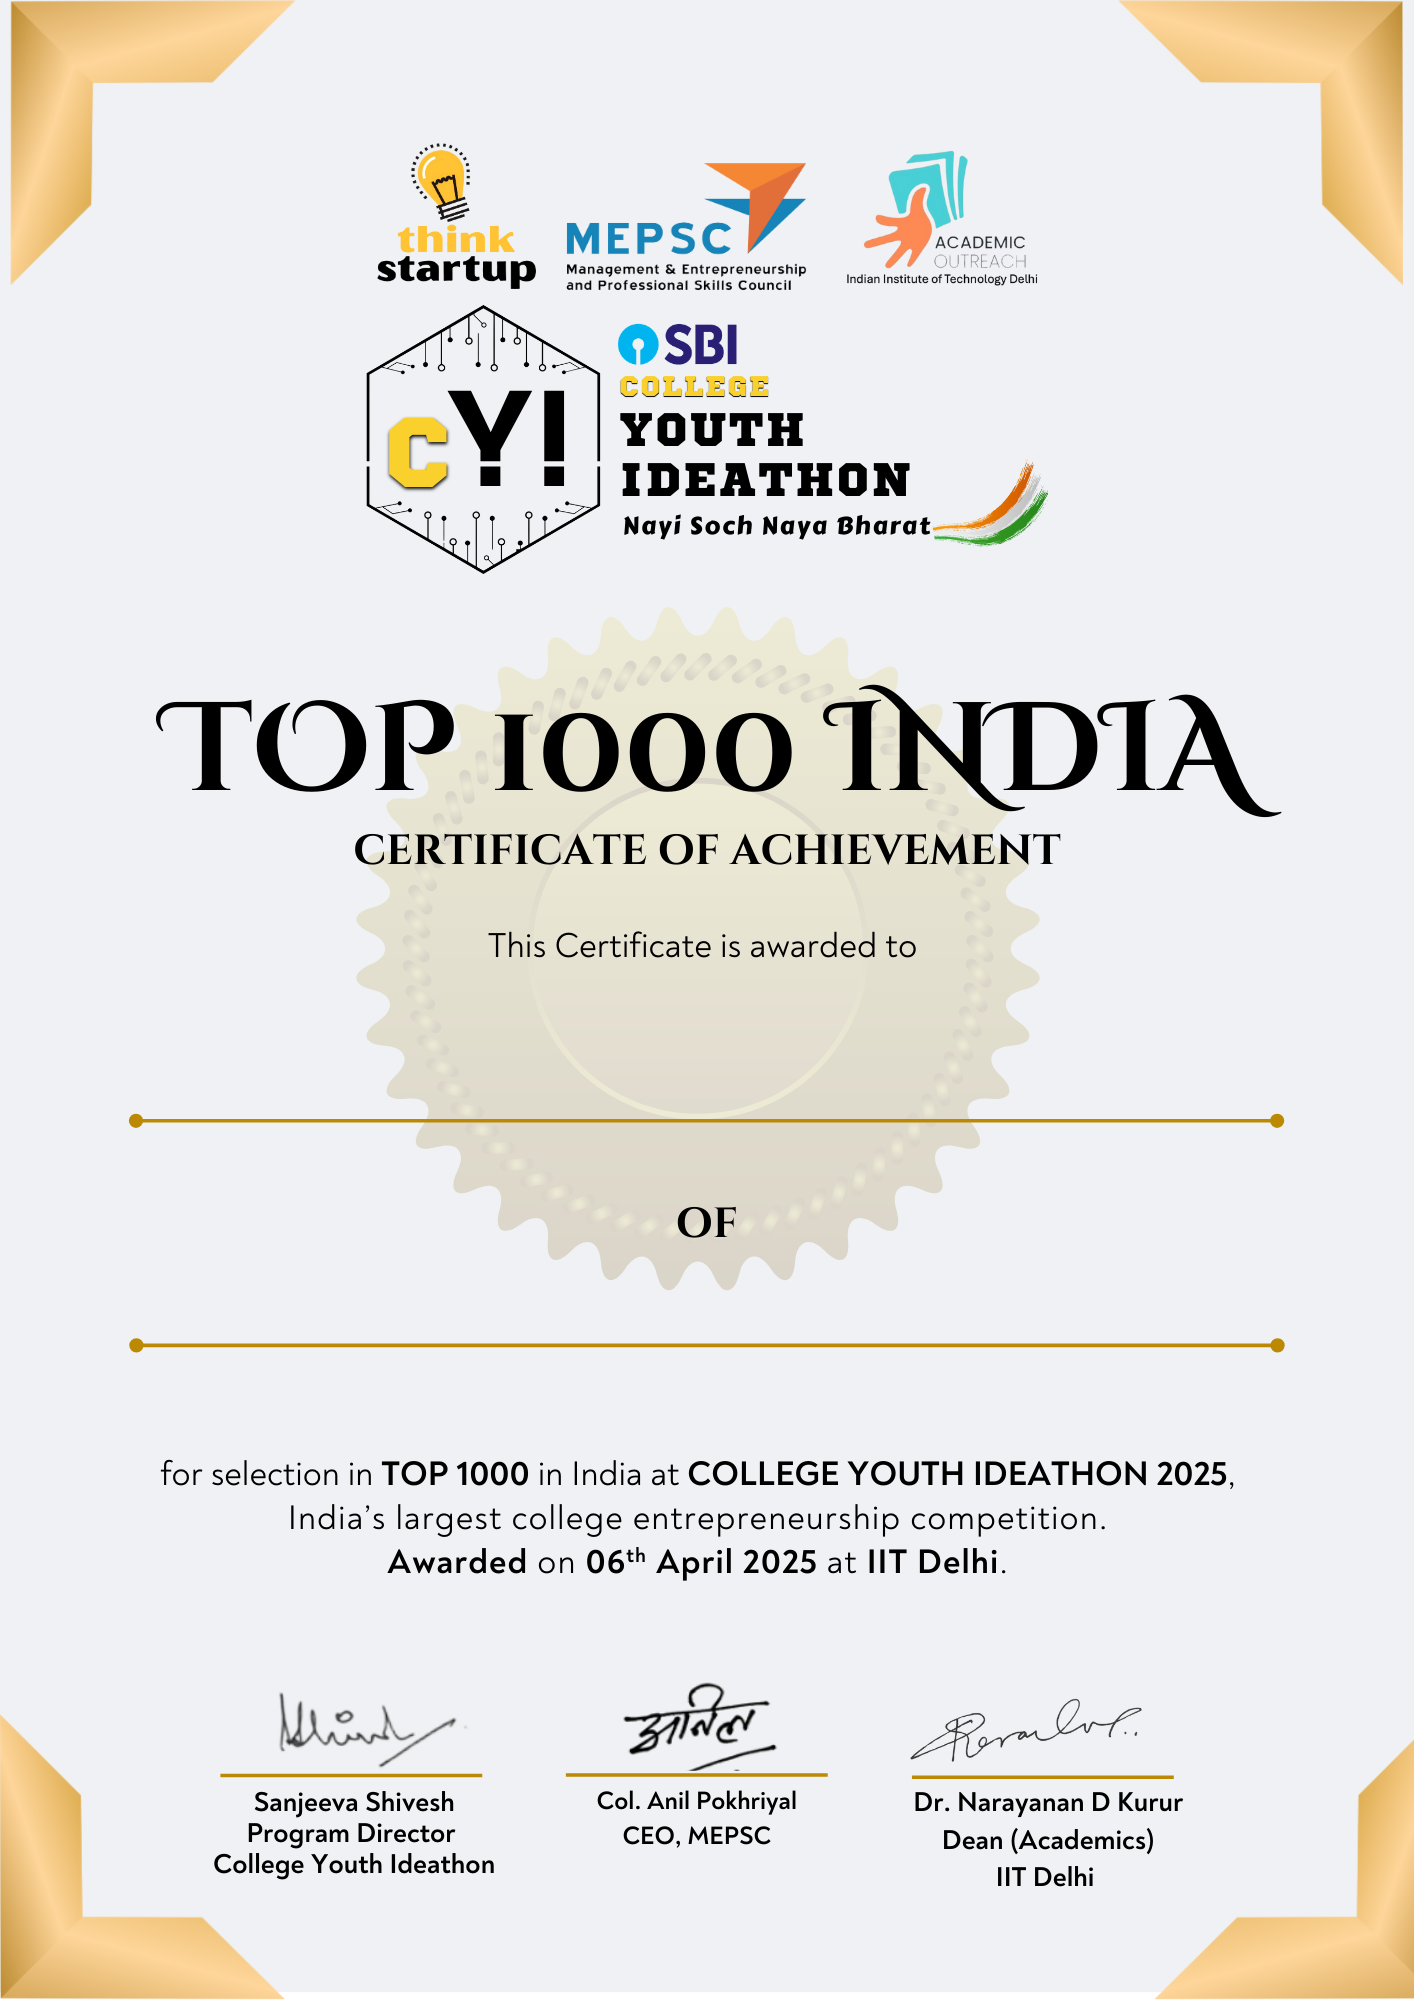 think
startup
MEPSC
Management & Entrepreneurship
and Professional Skills Council
ACADEMIC
OUTREACH
Indian Institute of Technology Delhi
cY!
SBI
COLLEGE
YOUTH
IDEATHON
Nayi Soch Naya Bharat
TOP 1000 INDIA
CERTIFICATE OF ACHIEVEMENT
This Certificate is awarded to
OF
for selection in TOP 1000 in India at COLLEGE YOUTH IDEATHON 2025,
India’s largest college entrepreneurship competition.
Awarded on 06th April 2025 at IIT Delhi.
अनिल
Sanjeeva Shivesh
Program Director
College Youth Ideathon
Col. Anil Pokhriyal
CEO, MEPSC
Dr. Narayanan D Kurur
Dean (Academics)
IIT Delhi